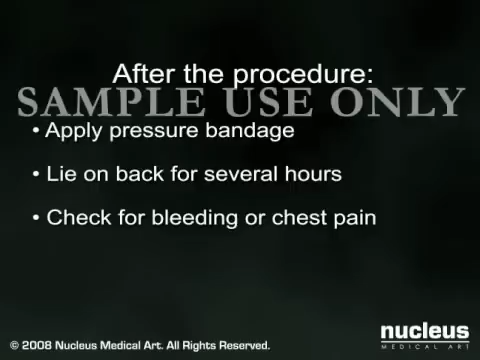 After the procedure:
SAMPLE USE ONLY
• Apply pressure bandage
• Lie on back for several hours
• Check for bleeding or chest pain
nucleus
MEDICAL ART
© 2008 Nucleus Medical Art. All Rights Reserved.